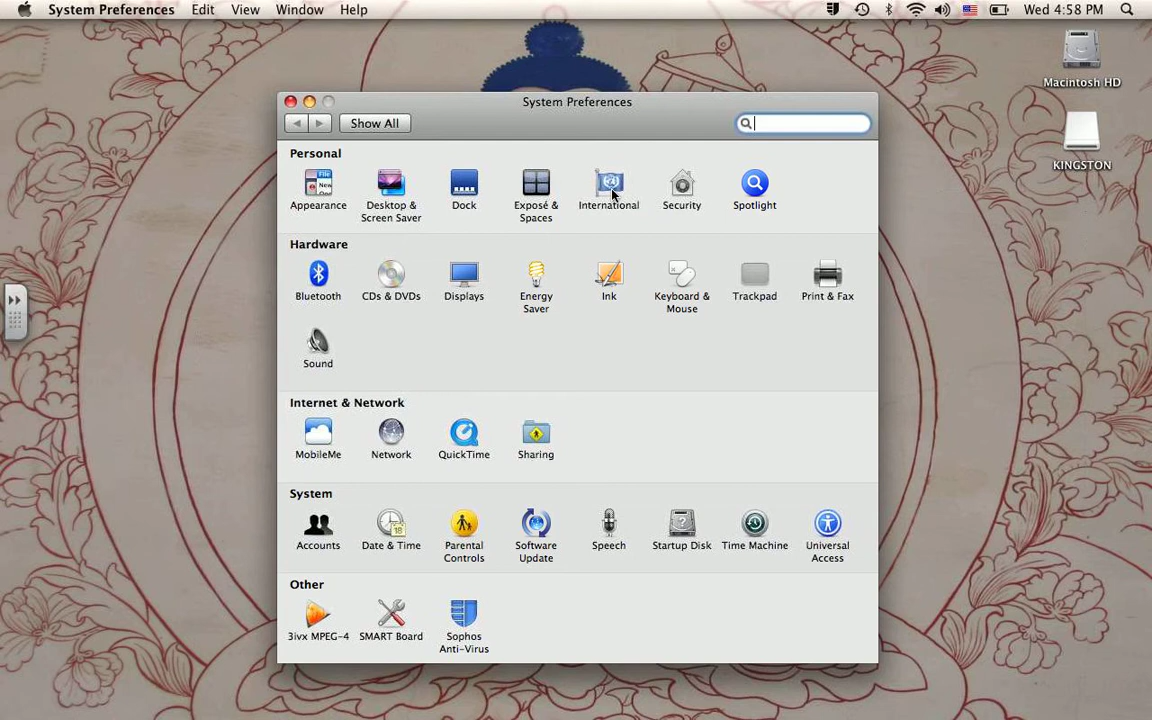 System Preferences Edit View Window Help Wed 4:58 PM
Macintosh HD
KINGSTON
System Preferences
Show All
Personal
Appearance
Desktop &
Screen Saver
Dock
Exposé &
Spaces
International
Security
Spotlight
Hardware
Bluetooth
CDs & DVDs
Displays
Energy
Saver
Ink
Keyboard &
Mouse
Trackpad
Print & Fax
Sound
Internet & Network
MobileMe
Network
QuickTime
Sharing
System
Accounts
Date & Time
Parental
Controls
Software
Update
Speech
Startup Disk
Time Machine
Universal
Access
Other
3ivx MPEG-4
SMART Board
Sophos
Anti-Virus